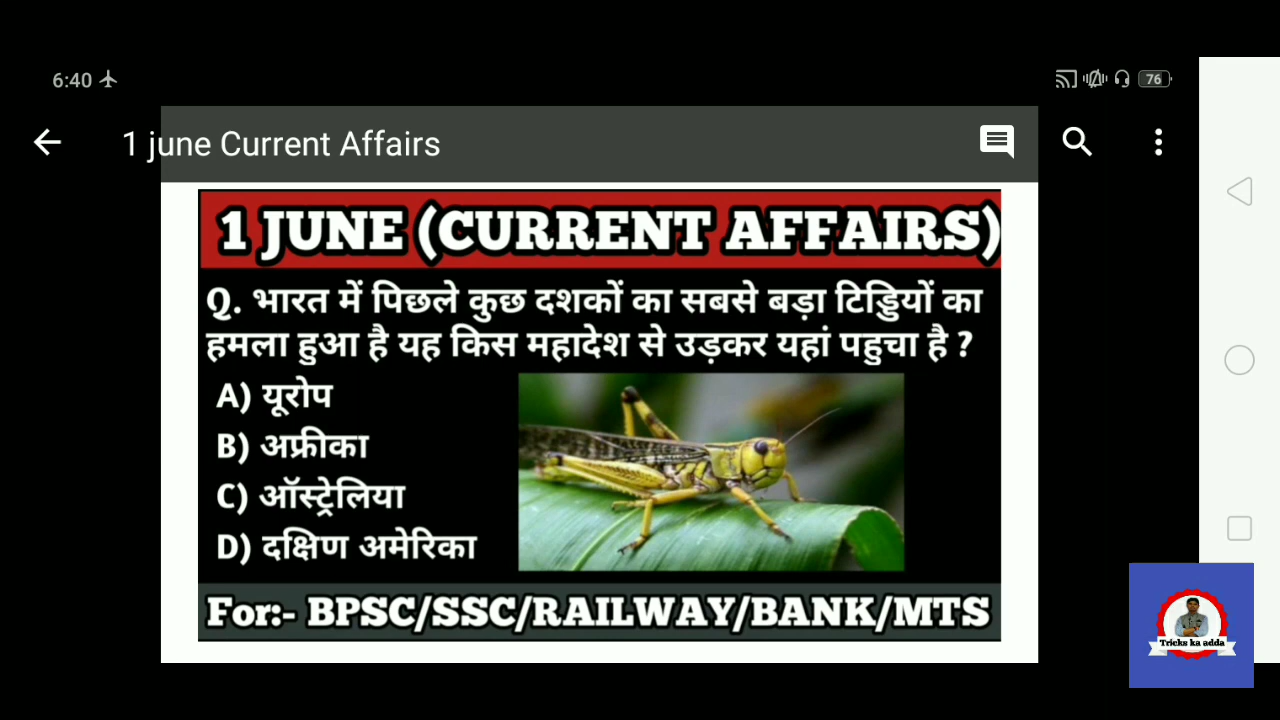 6:40
76
1 june Current Affairs
1 JUNE (CURRENT AFFAIRS)
Q. भारत में पिछले कुछ दशकों का सबसे बड़ा टिड्डियों का
हमला हुआ है यह किस महादेश से उड़कर यहां पहुचा है ?
A) यूरोप
B) अफ्रीका
C) ऑस्ट्रेलिया
D) दक्षिण अमेरिका
For:- BPSC/SSC/RAILWAY/BANK/MTS
Tricks ka adda